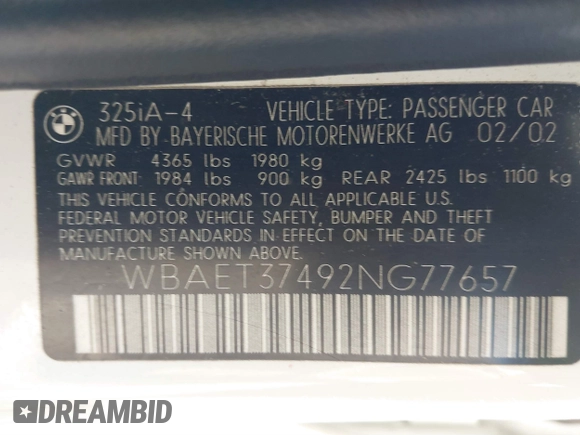 BMW
325iA-4 VEHICLE TYPE: PASSENGER CAR
MFD BY BAYERISCHE MOTORENWERKE AG 02/02
GVWR 4365 lbs 1980 kg
GAWR FRONT 1984 lbs 900 kg REAR 2425 lbs 1100 kg
THIS VEHICLE CONFORMS TO ALL APPLICABLE U.S.
FEDERAL MOTOR VEHICLE SAFETY, BUMPER AND THEFT
PREVENTION STANDARDS IN EFFECT ON THE DATE OF
MANUFACTURE SHOWN ABOVE.
WBAET37492NG77657
DREAMBID